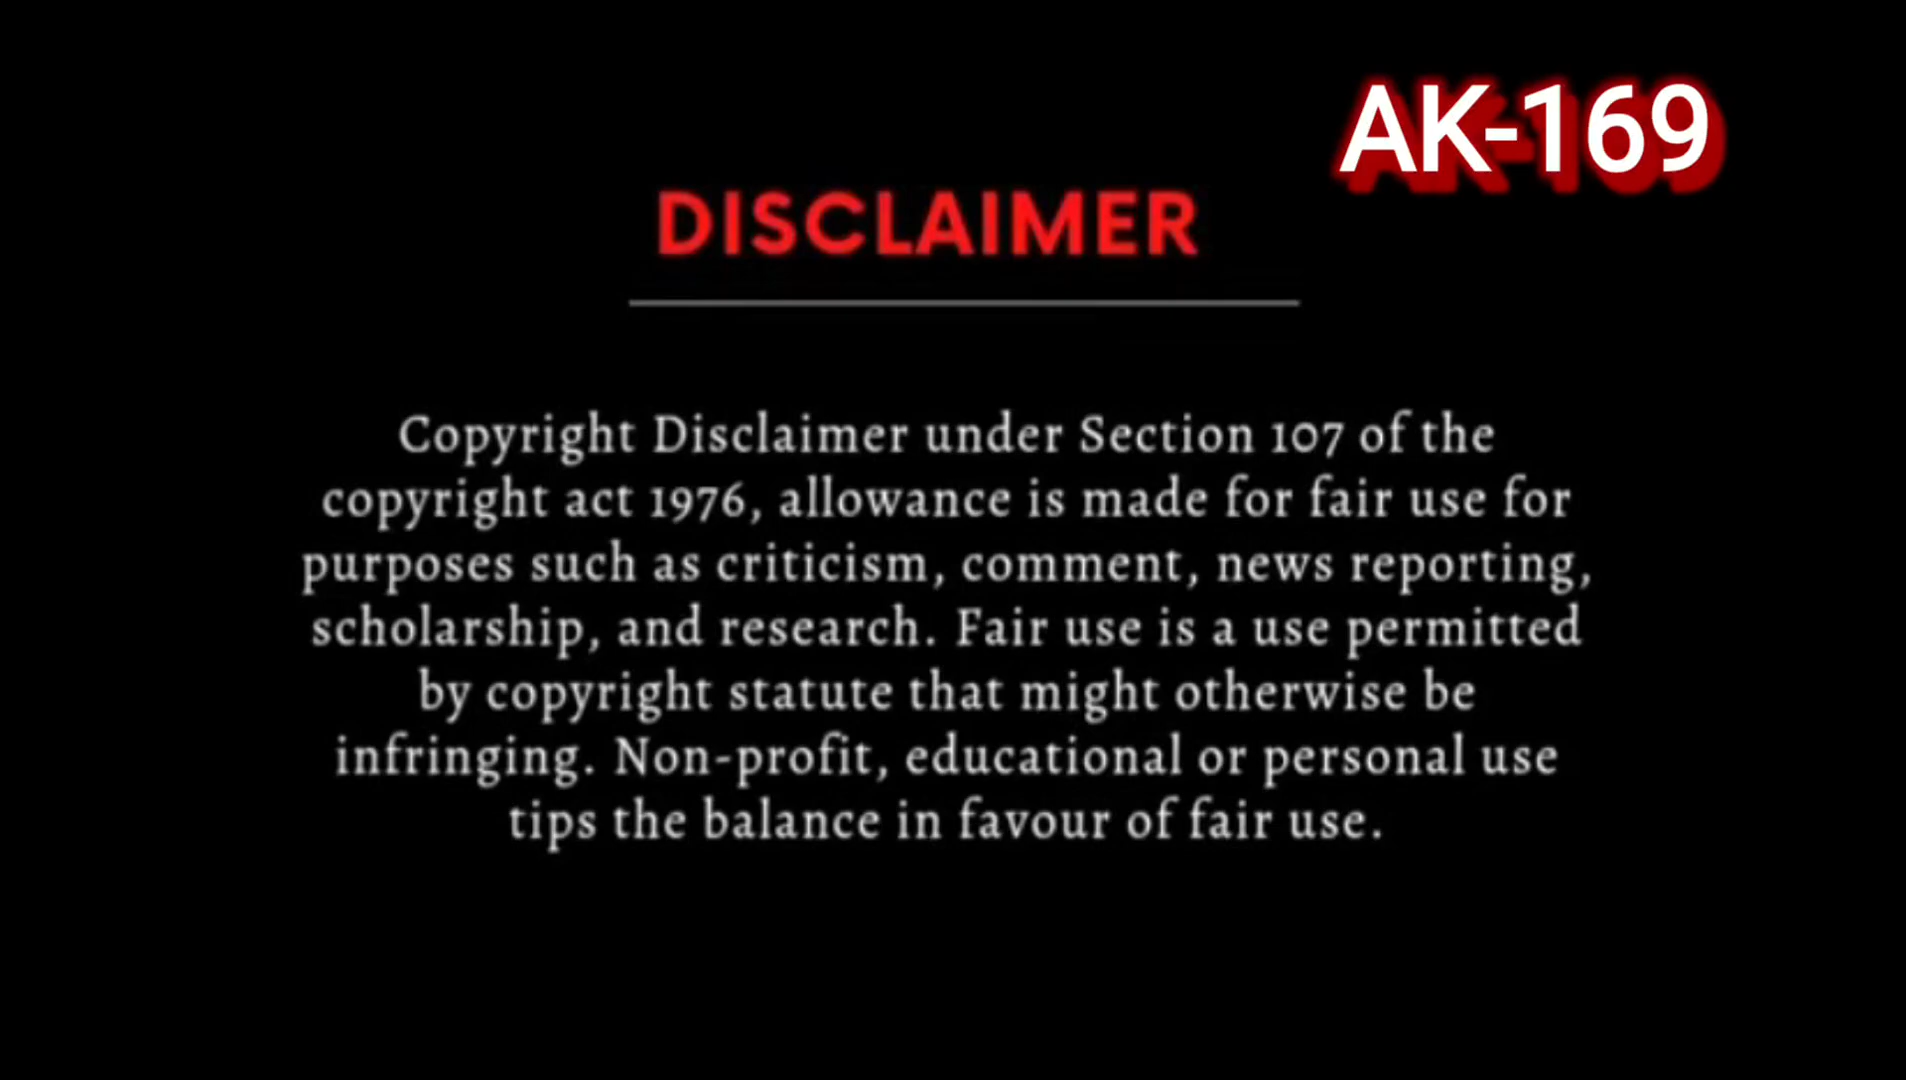 AK-169
DISCLAIMER
Copyright Disclaimer under Section 107 of the
copyright act 1976, allowance is made for fair use for
purposes such as criticism, comment, news reporting,
scholarship, and research. Fair use is a use permitted
by copyright statute that might otherwise be
infringing. Non-profit, educational or personal use
tips the balance in favour of fair use.